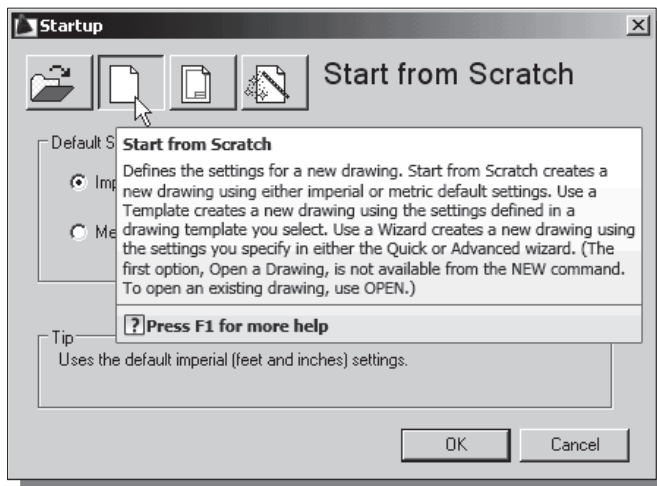 Startup
Start from Scratch
Default S
Start from Scratch
Defines the settings for a new drawing. Start from Scratch creates a
new drawing using either imperial or metric default settings. Use a
Template creates a new drawing using the settings defined in a
drawing template you select. Use a Wizard creates a new drawing using
the settings you specify in either the Quick or Advanced wizard. (The
first option, Open a Drawing, is not available from the NEW command.
To open an existing drawing, use OPEN.)
Imp
Me
? Press F1 for more help
Tip
Uses the default imperial (feet and inches) settings.
OK
Cancel